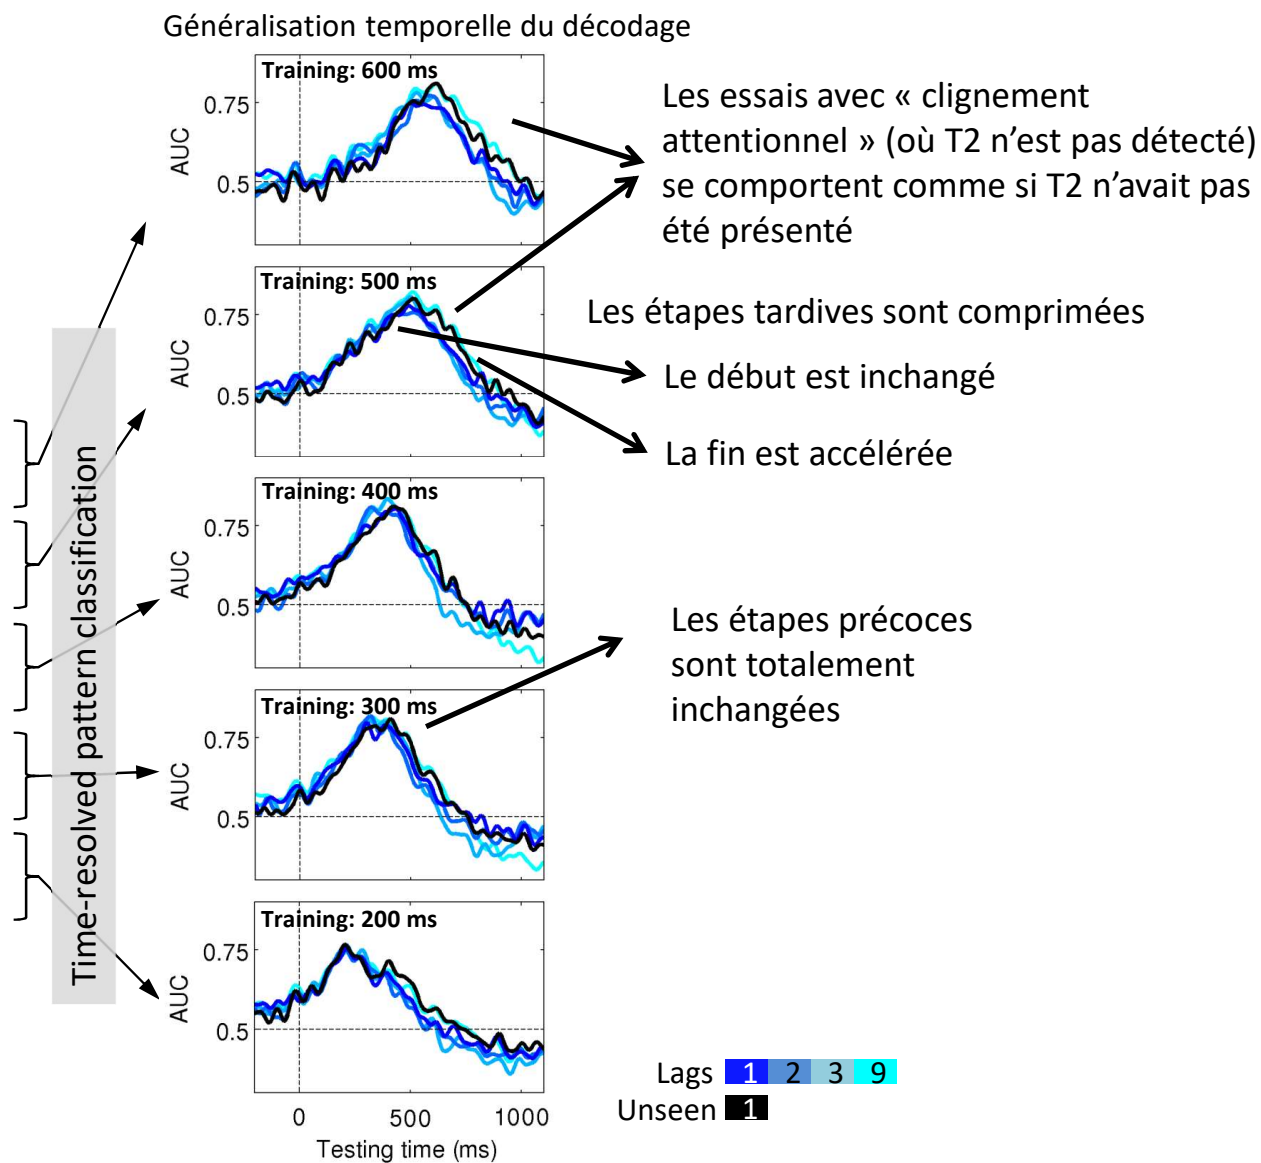 Généralisation temporelle du décodage
Training: 600 ms
0.75
0.5
AUC
Les essais avec « clignement
attentionnel » (où T2 n'est pas détecté)
se comportent comme si T2 n'avait pas
été présenté
Training: 500 ms
0.75
0.5
AUC
Les étapes tardives sont comprimées
Le début est inchangé
La fin est accélérée
Training: 400 ms
0.75
0.5
AUC
Time-resolved pattern classification
Les étapes précoces
sont totalement
inchangées
Training: 300 ms
0.75
0.5
AUC
Training: 200 ms
0.75
0.5
AUC
0 500 1000
Testing time (ms)
Lags 1 2 3 9
Unseen 1